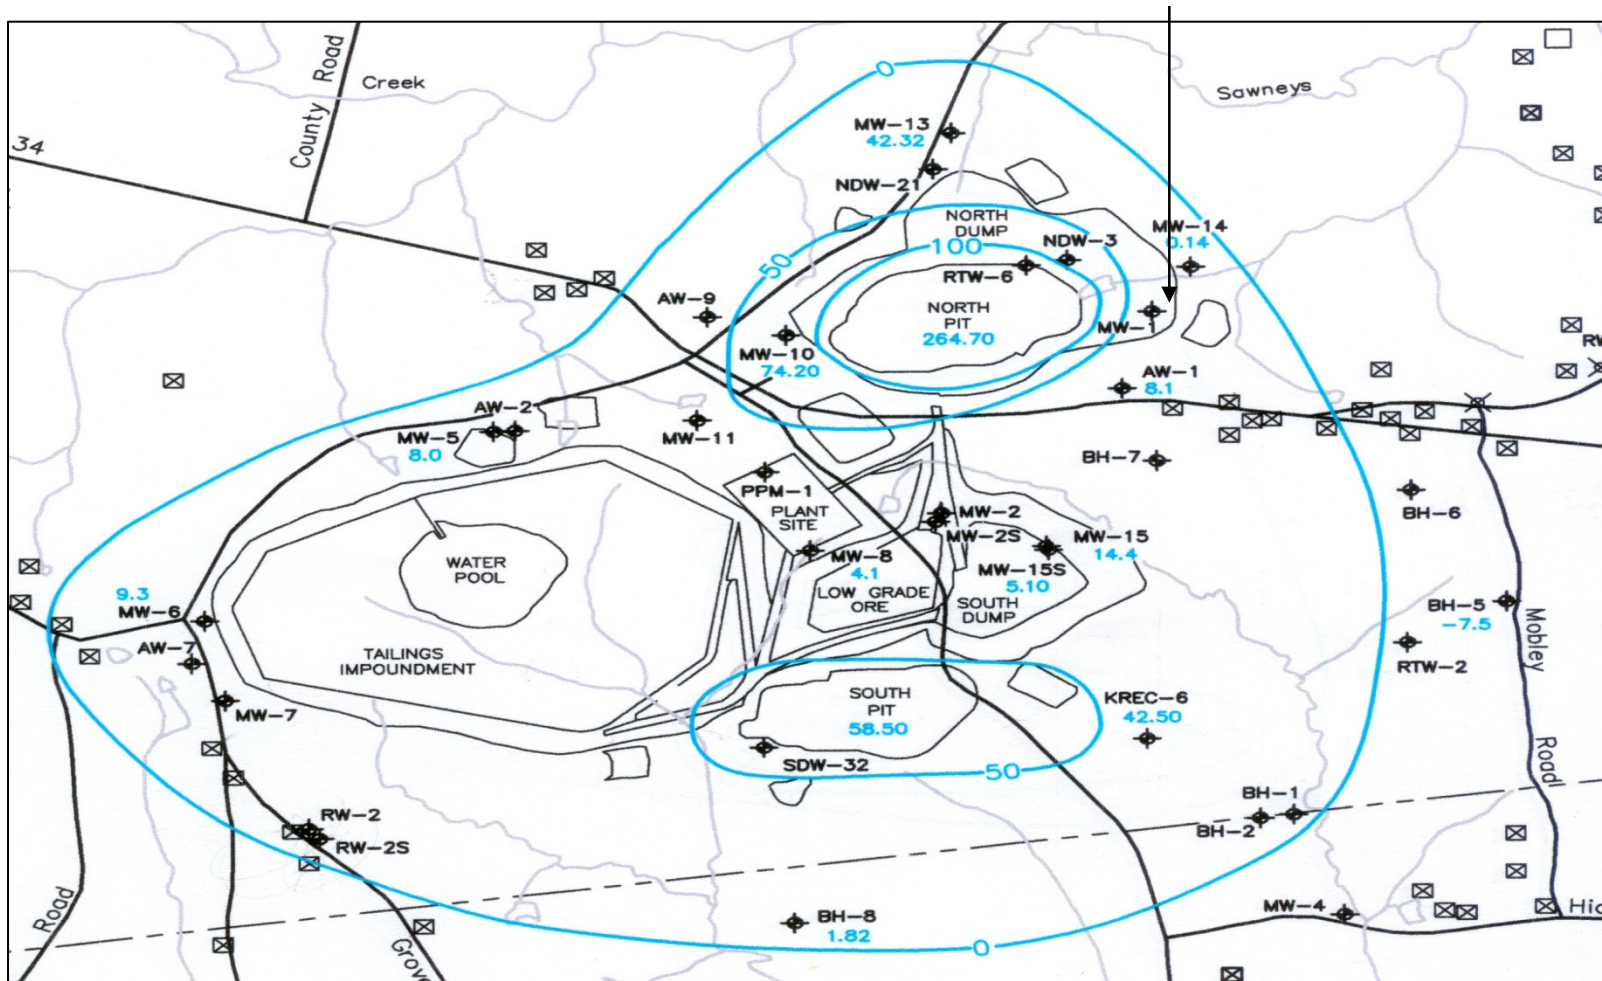 County Road
Creek
34
Sawneys
0
MW-13
42.32
NDW-21
NORTH
DUMP
MW-14
0.14
NDW-3
100
50
RTW-6
AW-9
NORTH
PIT
264.70
MW-1
MW-10
74.20
AW-1
8.1
AW-2
MW-5
8.0
MW-11
BH-7
BH-6
PPM-1
PLANT
SITE
MW-2
MW-2S
MW-15
14.4
MW-8
4.1
MW-15S
5.10
WATER
POOL
LOW GRADE
ORE
SOUTH
DUMP
9.3
MW-6
AW-7
TAILINGS
IMPOUNDMENT
BH-5
-7.5
RTW-2
Mobley Road
MW-7
SOUTH
PIT
58.50
KREC-6
42.50
SDW-32
50
BH-1
BH-2
RW-2
RW-2S
Road
BH-8
1.82
MW-4
0